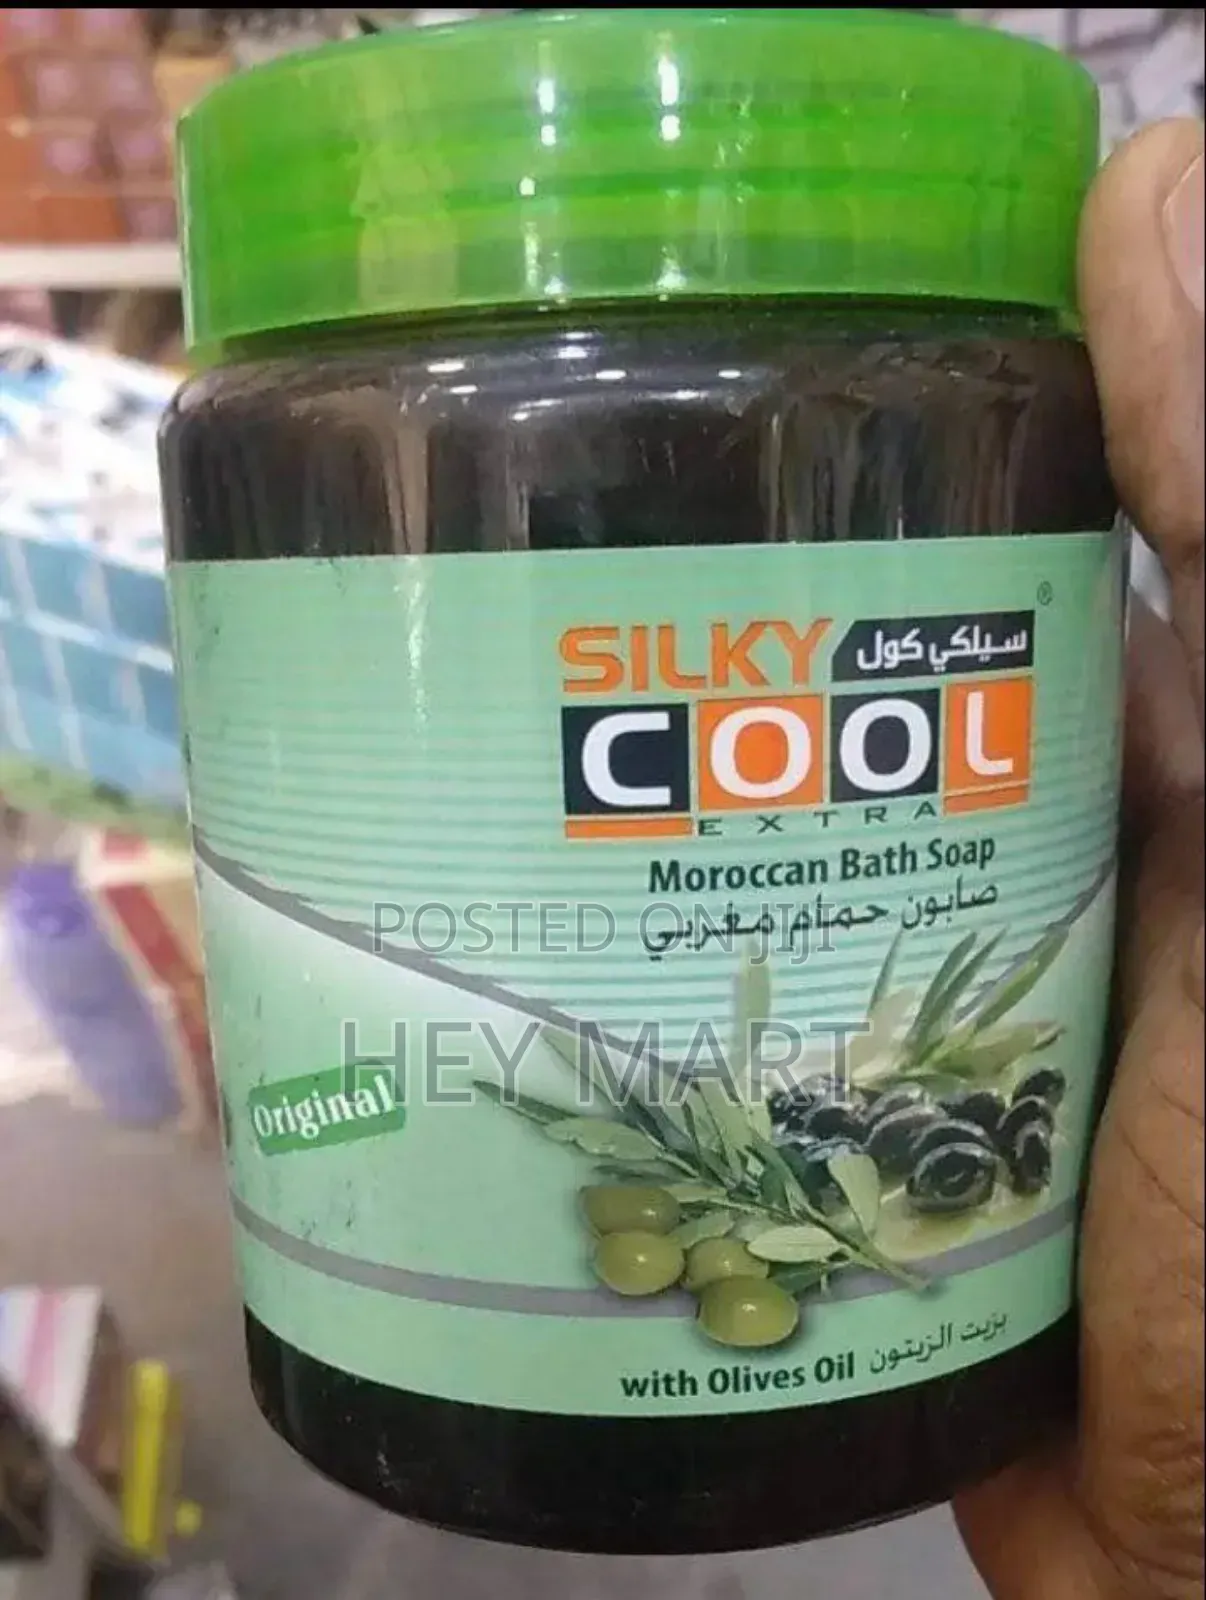 SILKY سيلكي كول ®
COOL
EXTRA
Moroccan Bath Soap
صابون حمام مغربي
POSTED ON JIJI
HEY MART
Original
with Olives Oil بزيت الزيتون